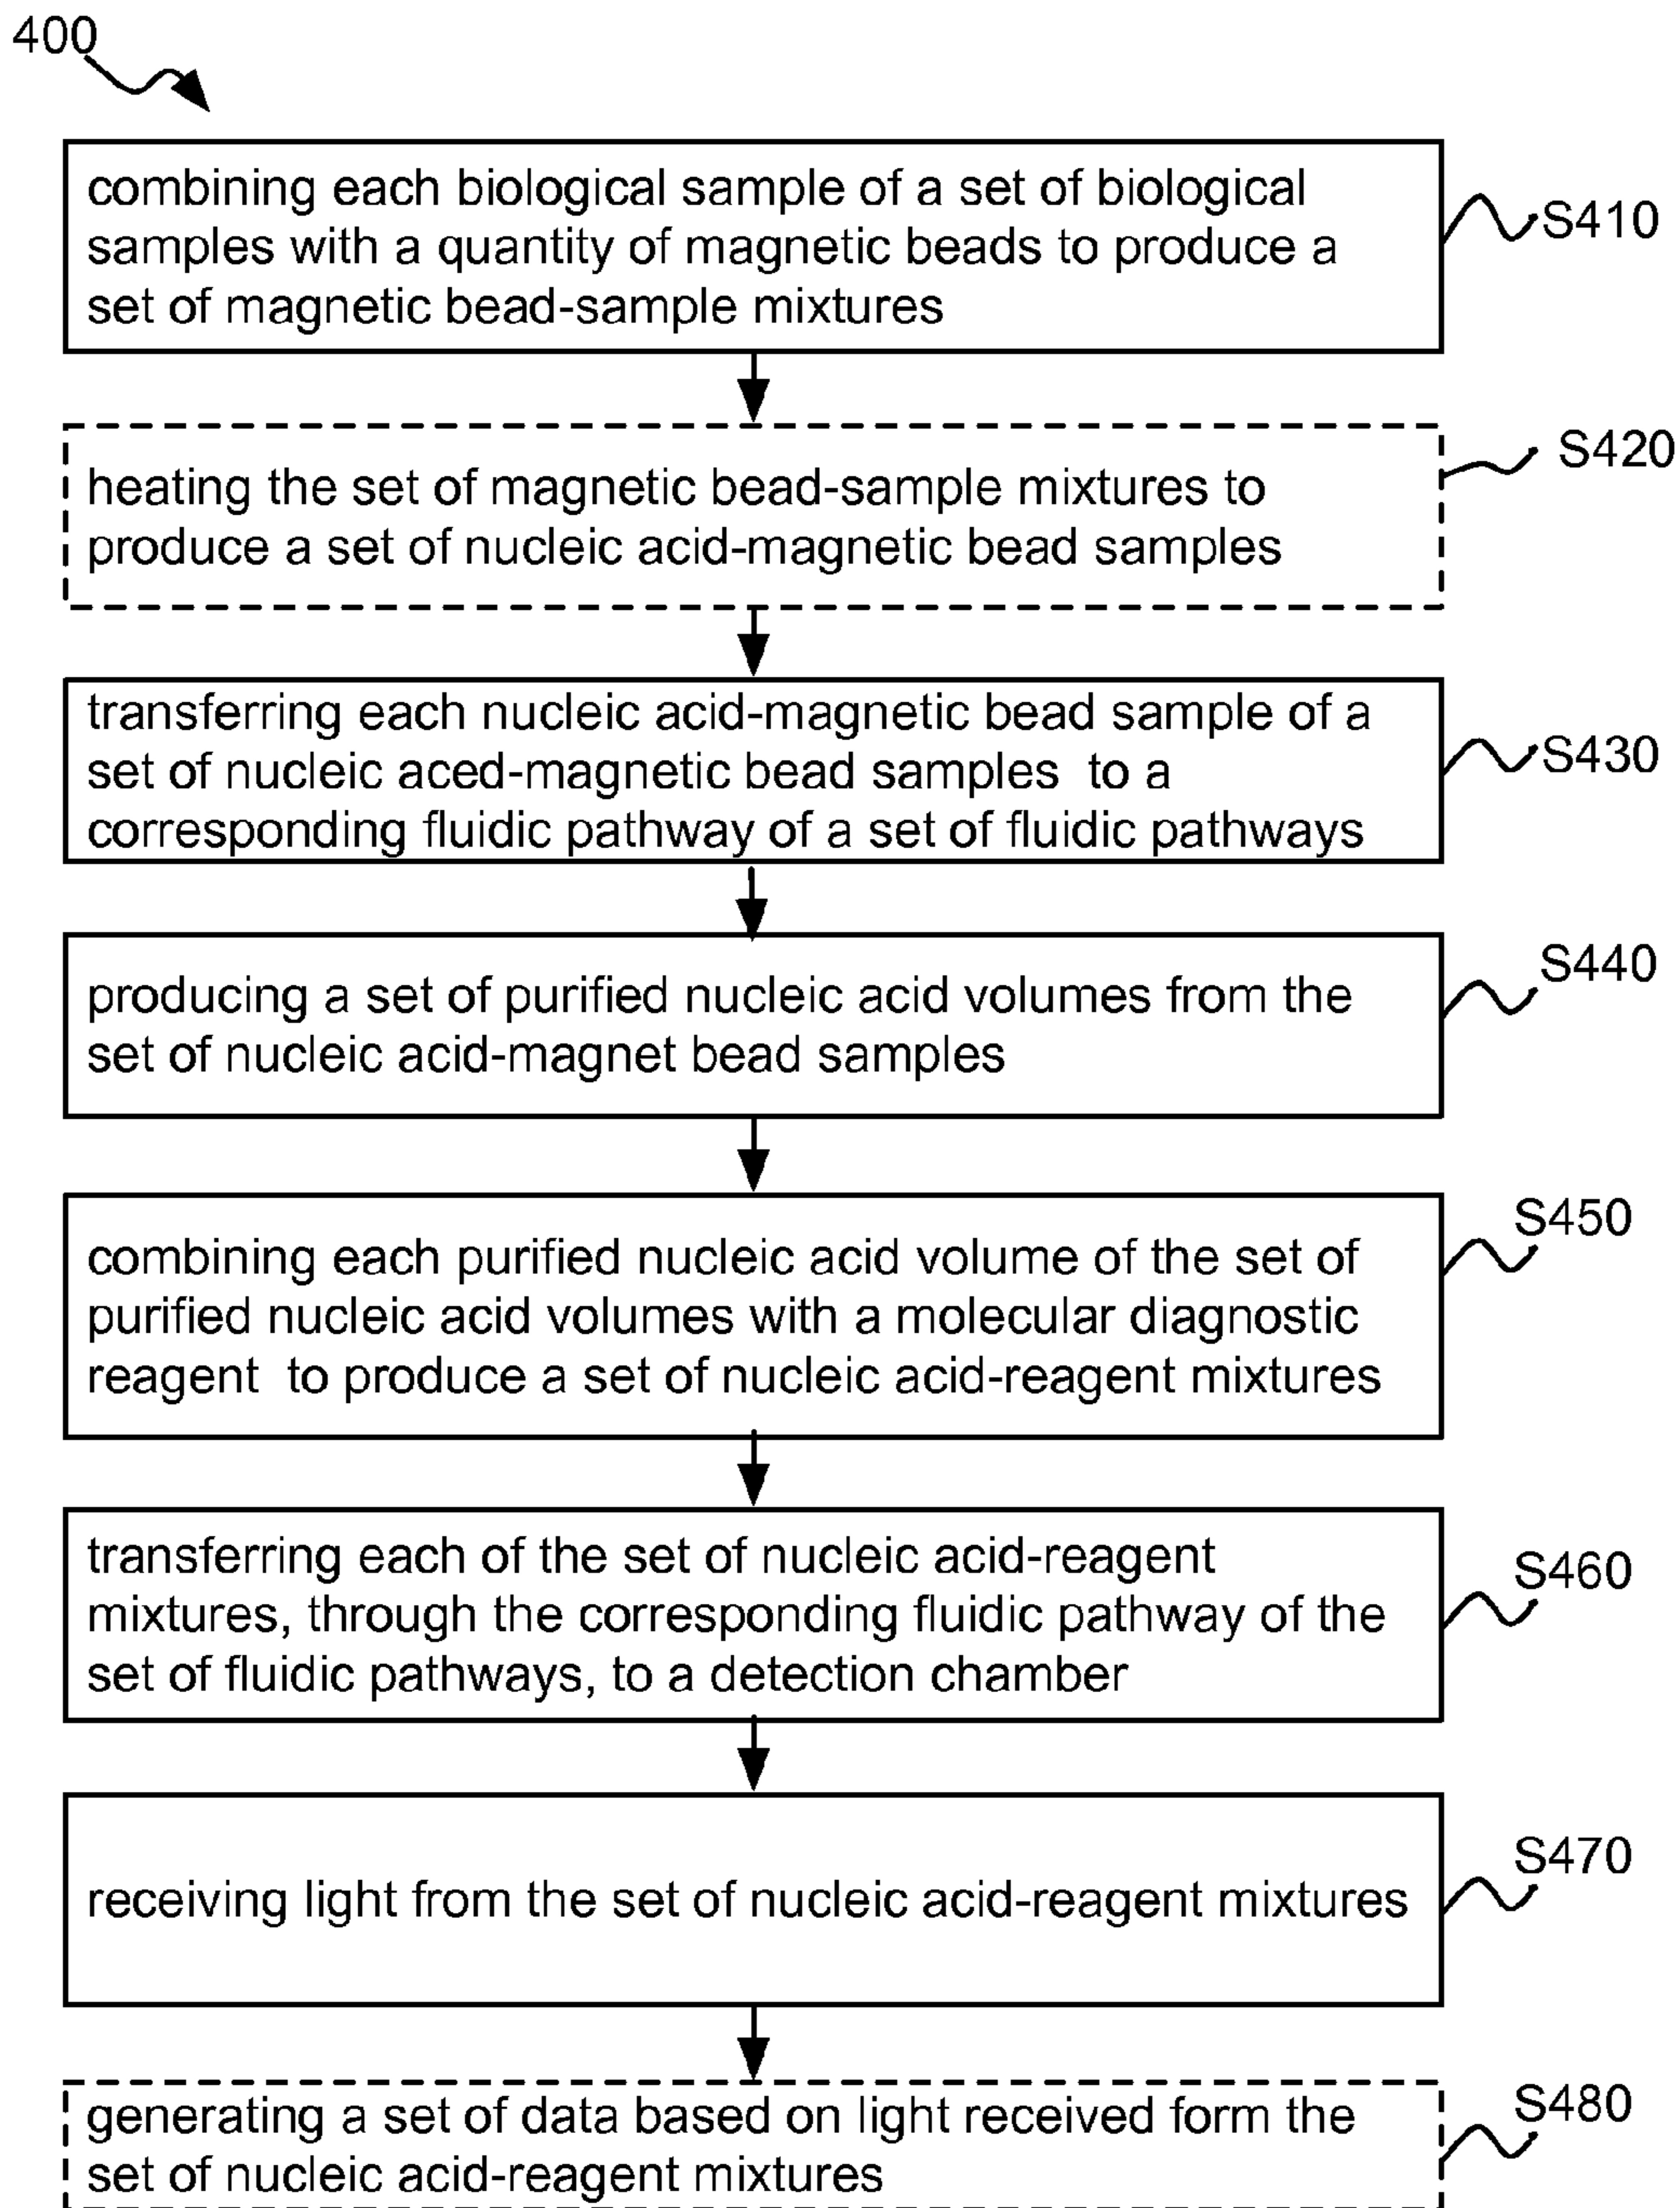 400
combining each biological sample of a set of biological
samples with a quantity of magnetic beads to produce a
set of magnetic bead-sample mixtures
S410
heating the set of magnetic bead-sample mixtures to
produce a set of nucleic acid-magnetic bead samples
S420
transferring each nucleic acid-magnetic bead sample of a
set of nucleic aced-magnetic bead samples to a
corresponding fluidic pathway of a set of fluidic pathways
S430
producing a set of purified nucleic acid volumes from the
set of nucleic acid-magnet bead samples
S440
combining each purified nucleic acid volume of the set of
purified nucleic acid volumes with a molecular diagnostic
reagent to produce a set of nucleic acid-reagent mixtures
S450
transferring each of the set of nucleic acid-reagent
mixtures, through the corresponding fluidic pathway of the
set of fluidic pathways, to a detection chamber
S460
receiving light from the set of nucleic acid-reagent mixtures
S470
generating a set of data based on light received form the
set of nucleic acid-reagent mixtures
S480